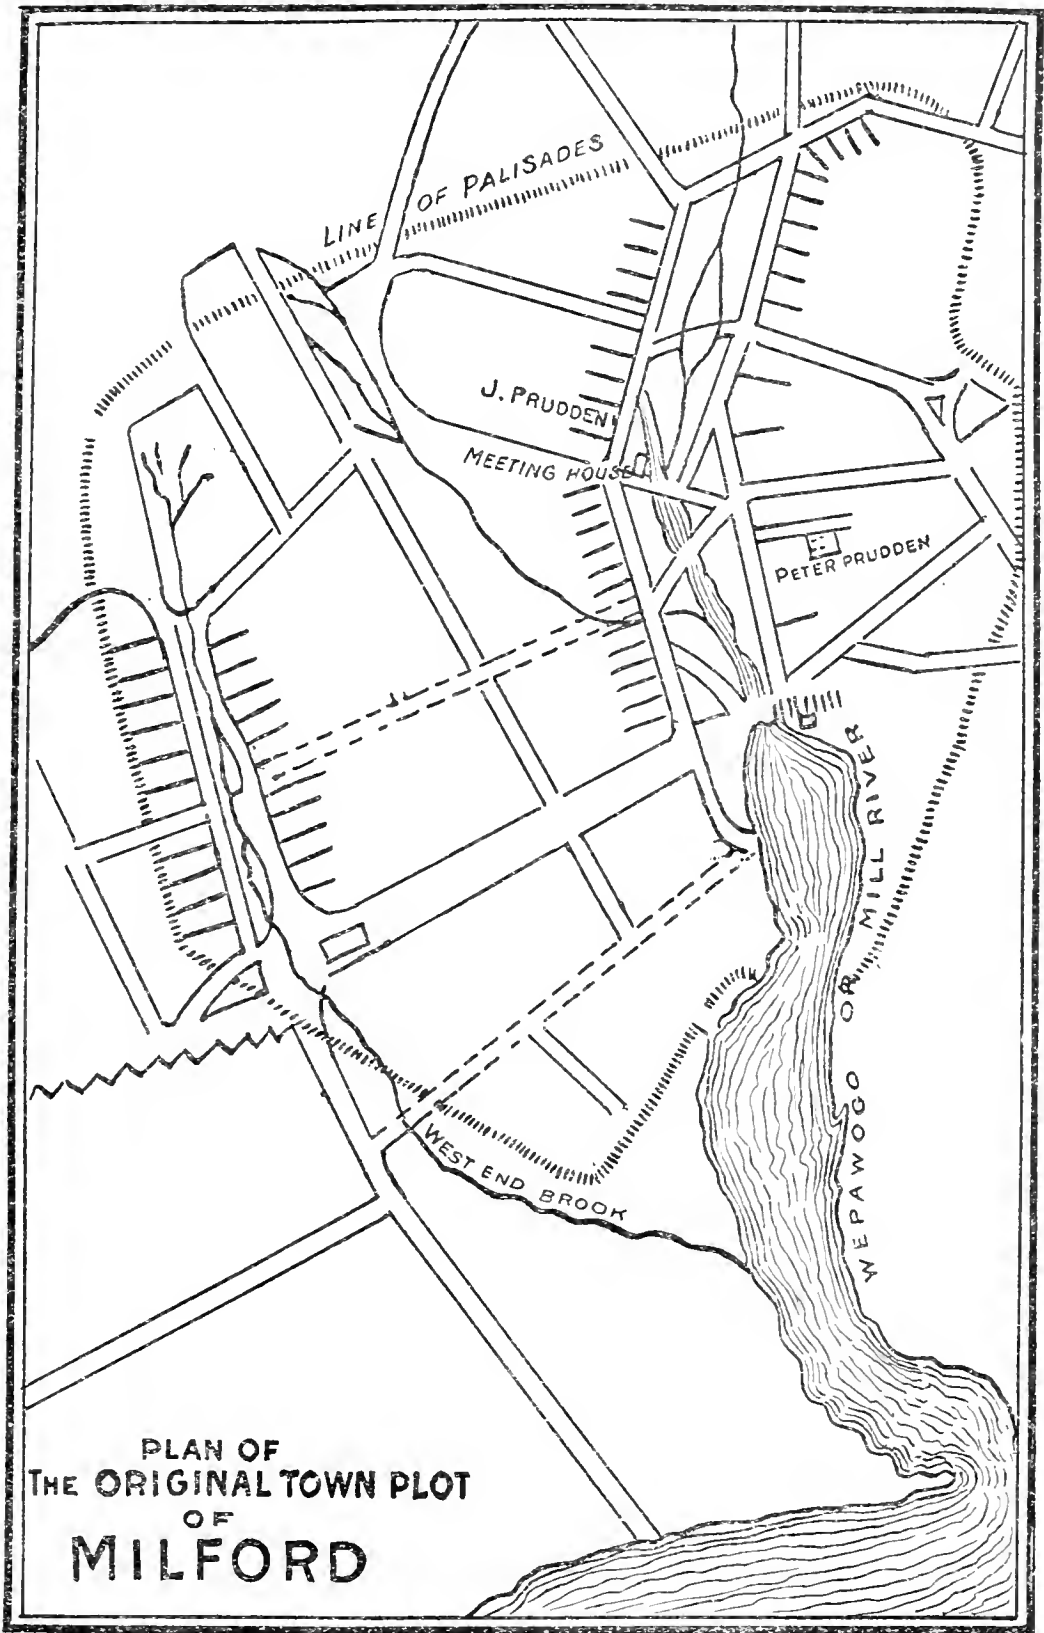 LINE OF PALISADES
J. PRUDDEN
MEETING HOUSE
PETER PRUDDEN
WEPAWOGO OR MILL RIVER
WEST END BROOK
PLAN OF
THE ORIGINAL TOWN PLOT
OF
MILFORD